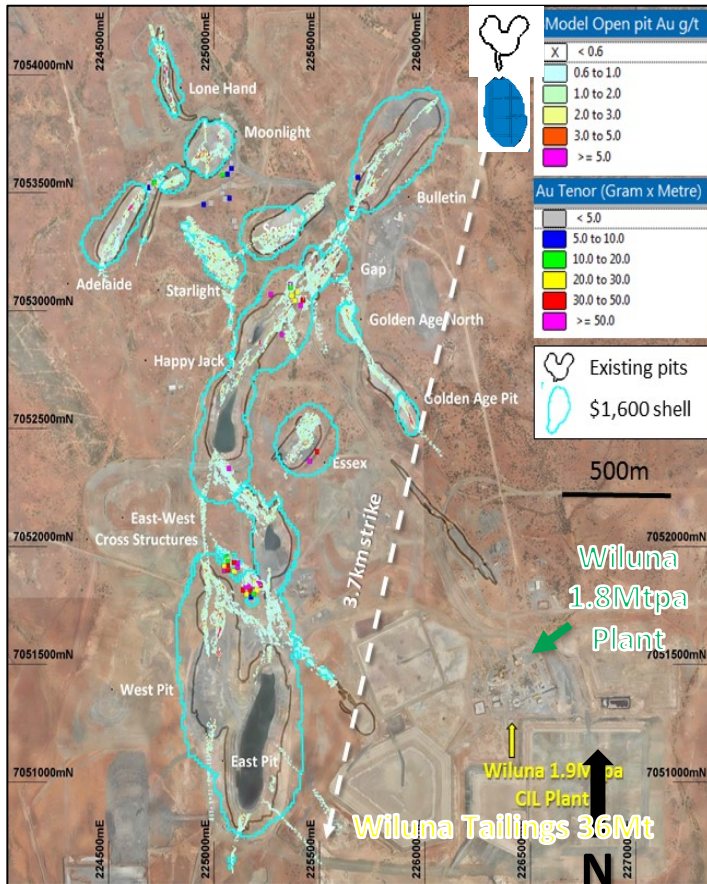 224500mE
225000mE
225500mE
226000mE
Model Open pit Au g/t
X < 0.6
0.6 to 1.0
1.0 to 2.0
2.0 to 3.0
3.0 to 5.0
>= 5.0
Au Tenor (Gram x Metre)
< 5.0
5.0 to 10.0
10.0 to 20.0
20.0 to 30.0
30.0 to 50.0
>= 50.0
Existing pits
$1,600 shell
500m
7054000mN
Lone Hand
Moonlight
7053500mN
Bulletin
South
Adelaide
Starlight
Gap
7053000mN
Golden Age North
Happy Jack
Golden Age Pit
7052500mN
Essex
East-West
Cross Structures
7052000mN
7052000mN
3.7km strike
Wiluna
1.8Mtpa
Plant
7051500mN
7051500mN
West Pit
East Pit
7051000mN
7051000mN
Wiluna 1.9Mtpa
CIL Plant
Wiluna Tailings 36Mt
N
224500mE
225000mE
225500mE
226000mE
226500mE
227000mE